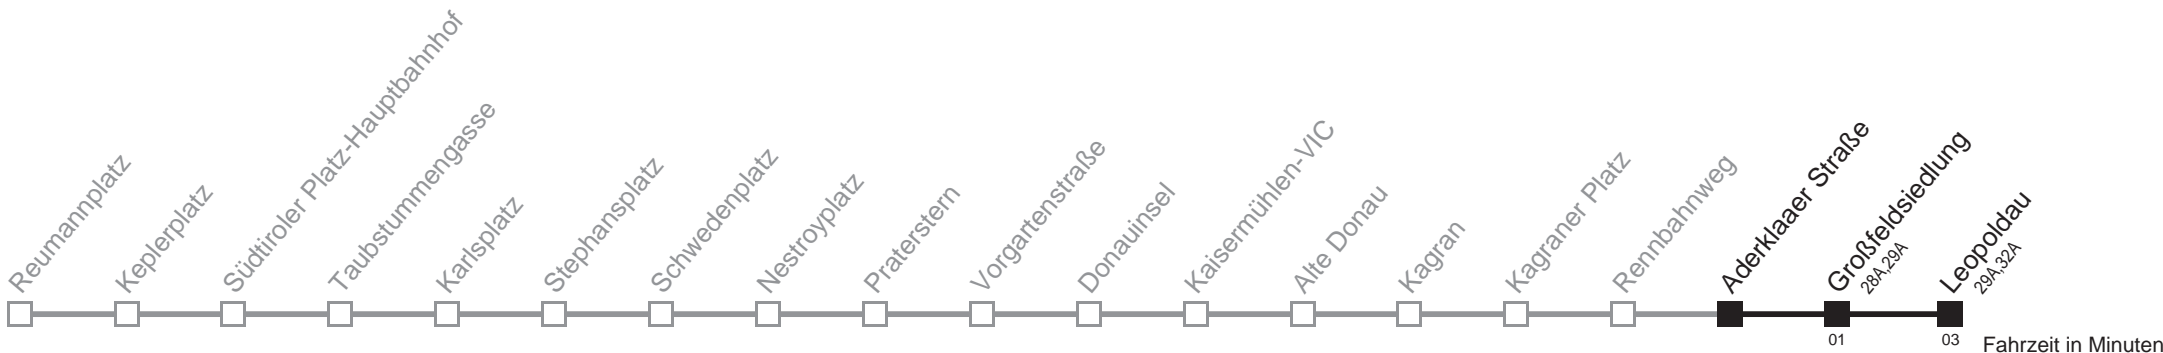 Reumannplatz
Keplerplatz
Südtiroler Platz-Hauptbahnhof
Taubstummengasse
Karlsplatz
Stephansplatz
Schwedenplatz
Nestroyplatz
Praterstern
Vorgartenstraße
Donauinsel
Kaisermühlen-VIC
Alte Donau
Kagran
Kagraner Platz
Rennbahnweg
Aderklaaer Straße
Großfeldsiedlung
28A,29A
Leopoldau
29A,32A
01
03
Fahrzeit in Minuten